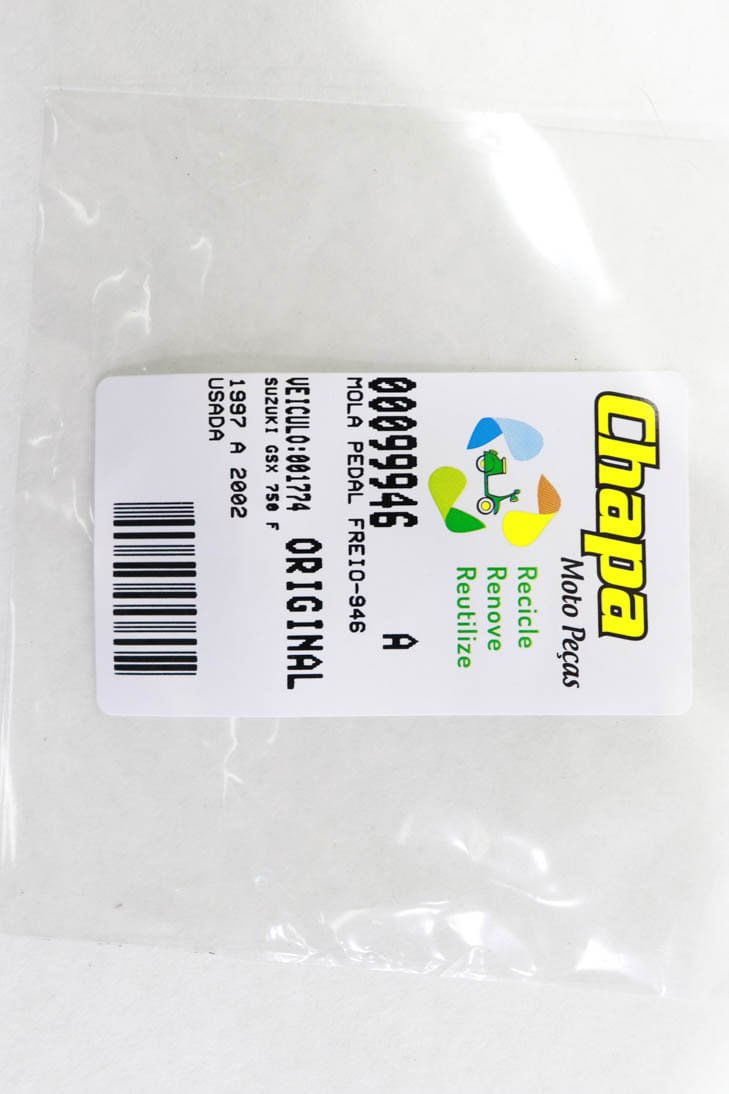 Chapa
Moto Peças
Recicle
Renove
Reutilize
00099946 A
MOLA PEDAL FREIO-946
VEICULO:001774 ORIGINAL
SUZUKI GSX 750 F
1997 A 2002
USADA